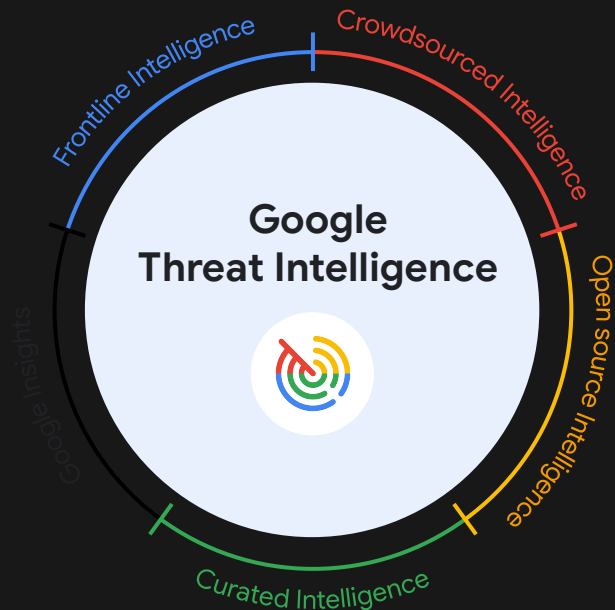 Frontline Intelligence
Crowdsourced Intelligence
Google
Threat Intelligence
Open source Intelligence
Google Insights
Curated Intelligence